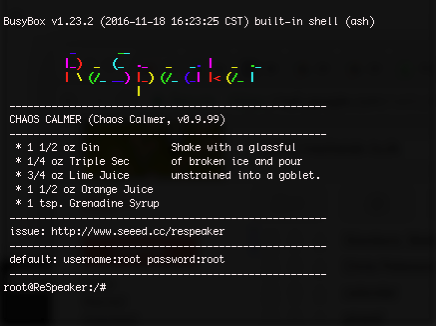 BusyBox v1.23.2 (2016-11-18 16:23:25 CST) built-in shell (ash)
ReSpeaker
CHAOS CALMER (Chaos Calmer, v0.9.99)
* 1 1/2 oz Gin Shake with a glassful
* 1/4 oz Triple Sec of broken ice and pour
* 3/4 oz Lime Juice unstrained into a goblet.
* 1 1/2 oz Orange Juice
* 1 tsp. Grenadine Syrup
issue: http://www.seeed.cc/respeaker
default: username:root password:root
root@ReSpeaker:/#